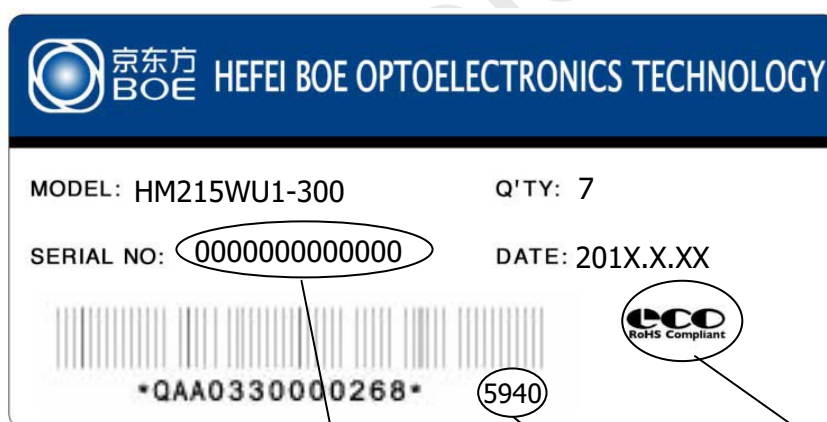 京东方
BOE HEFEI BOE OPTOELECTRONICS TECHNOLOGY
MODEL: HM215WU1-300 Q'TY: 7
SERIAL NO: 0000000000000 DATE: 201X.X.XX
eco
RoHS Compliant
*QAA0330000268* 5940